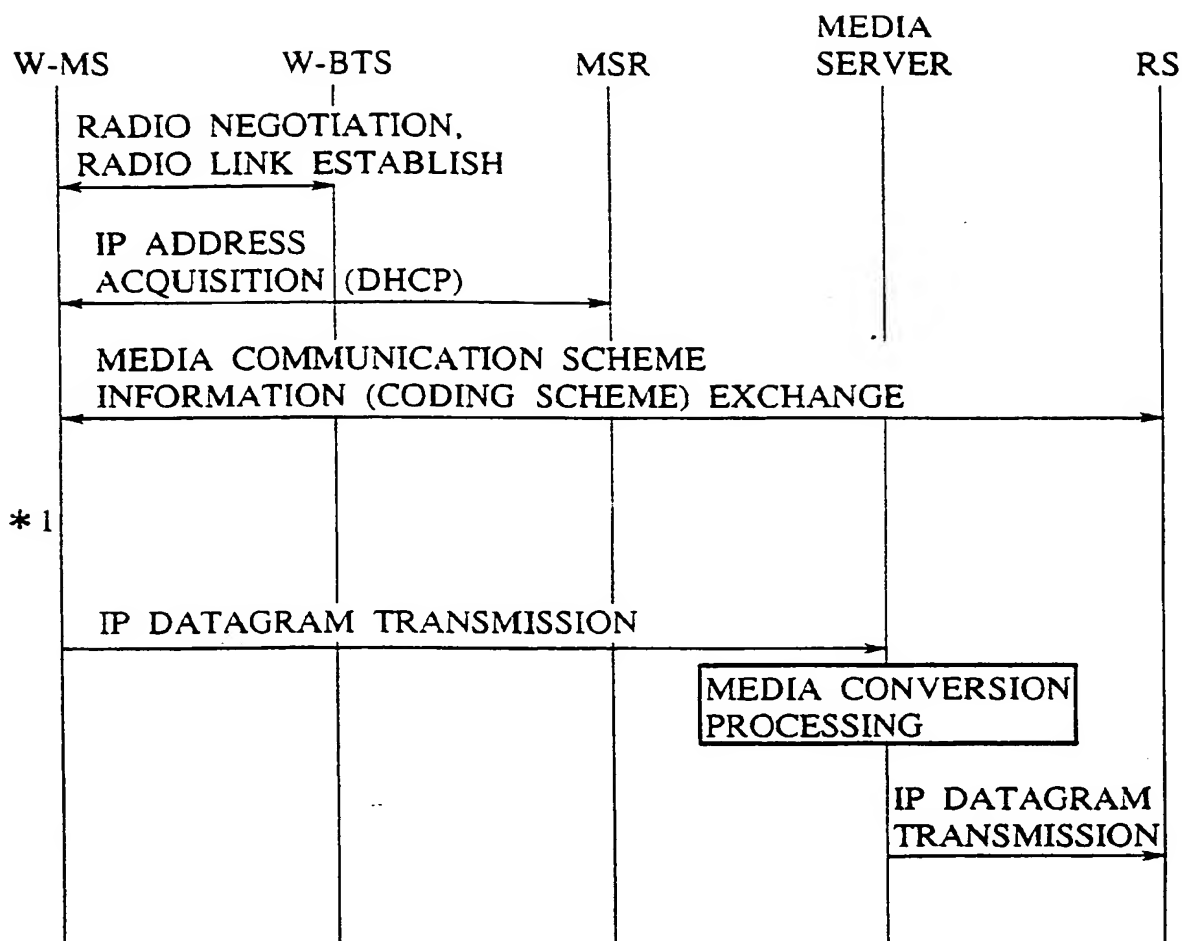 MEDIA
W-MS W-BTS MSR SERVER RS
RADIO NEGOTIATION,
RADIO LINK ESTABLISH
IP ADDRESS
ACQUISITION (DHCP)
MEDIA COMMUNICATION SCHEME
INFORMATION (CODING SCHEME) EXCHANGE
*1
IP DATAGRAM TRANSMISSION
MEDIA CONVERSION
PROCESSING
IP DATAGRAM
TRANSMISSION